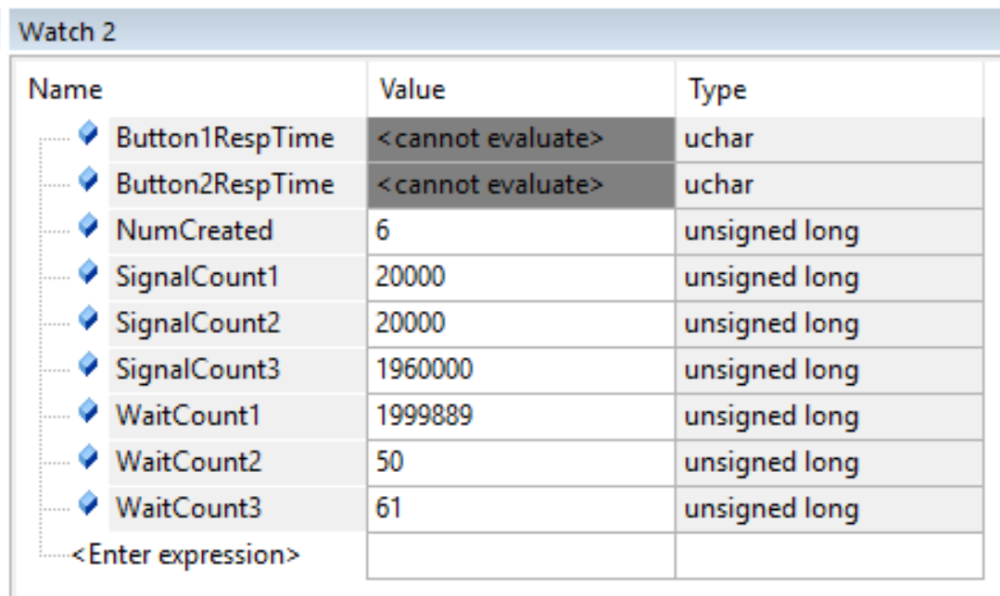 Watch 2
Name Value Type
Button1RespTime <cannot evaluate> uchar
Button2RespTime <cannot evaluate> uchar
NumCreated 6 unsigned long
SignalCount1 20000 unsigned long
SignalCount2 20000 unsigned long
SignalCount3 1960000 unsigned long
WaitCount1 1999889 unsigned long
WaitCount2 50 unsigned long
WaitCount3 61 unsigned long
<Enter expression>